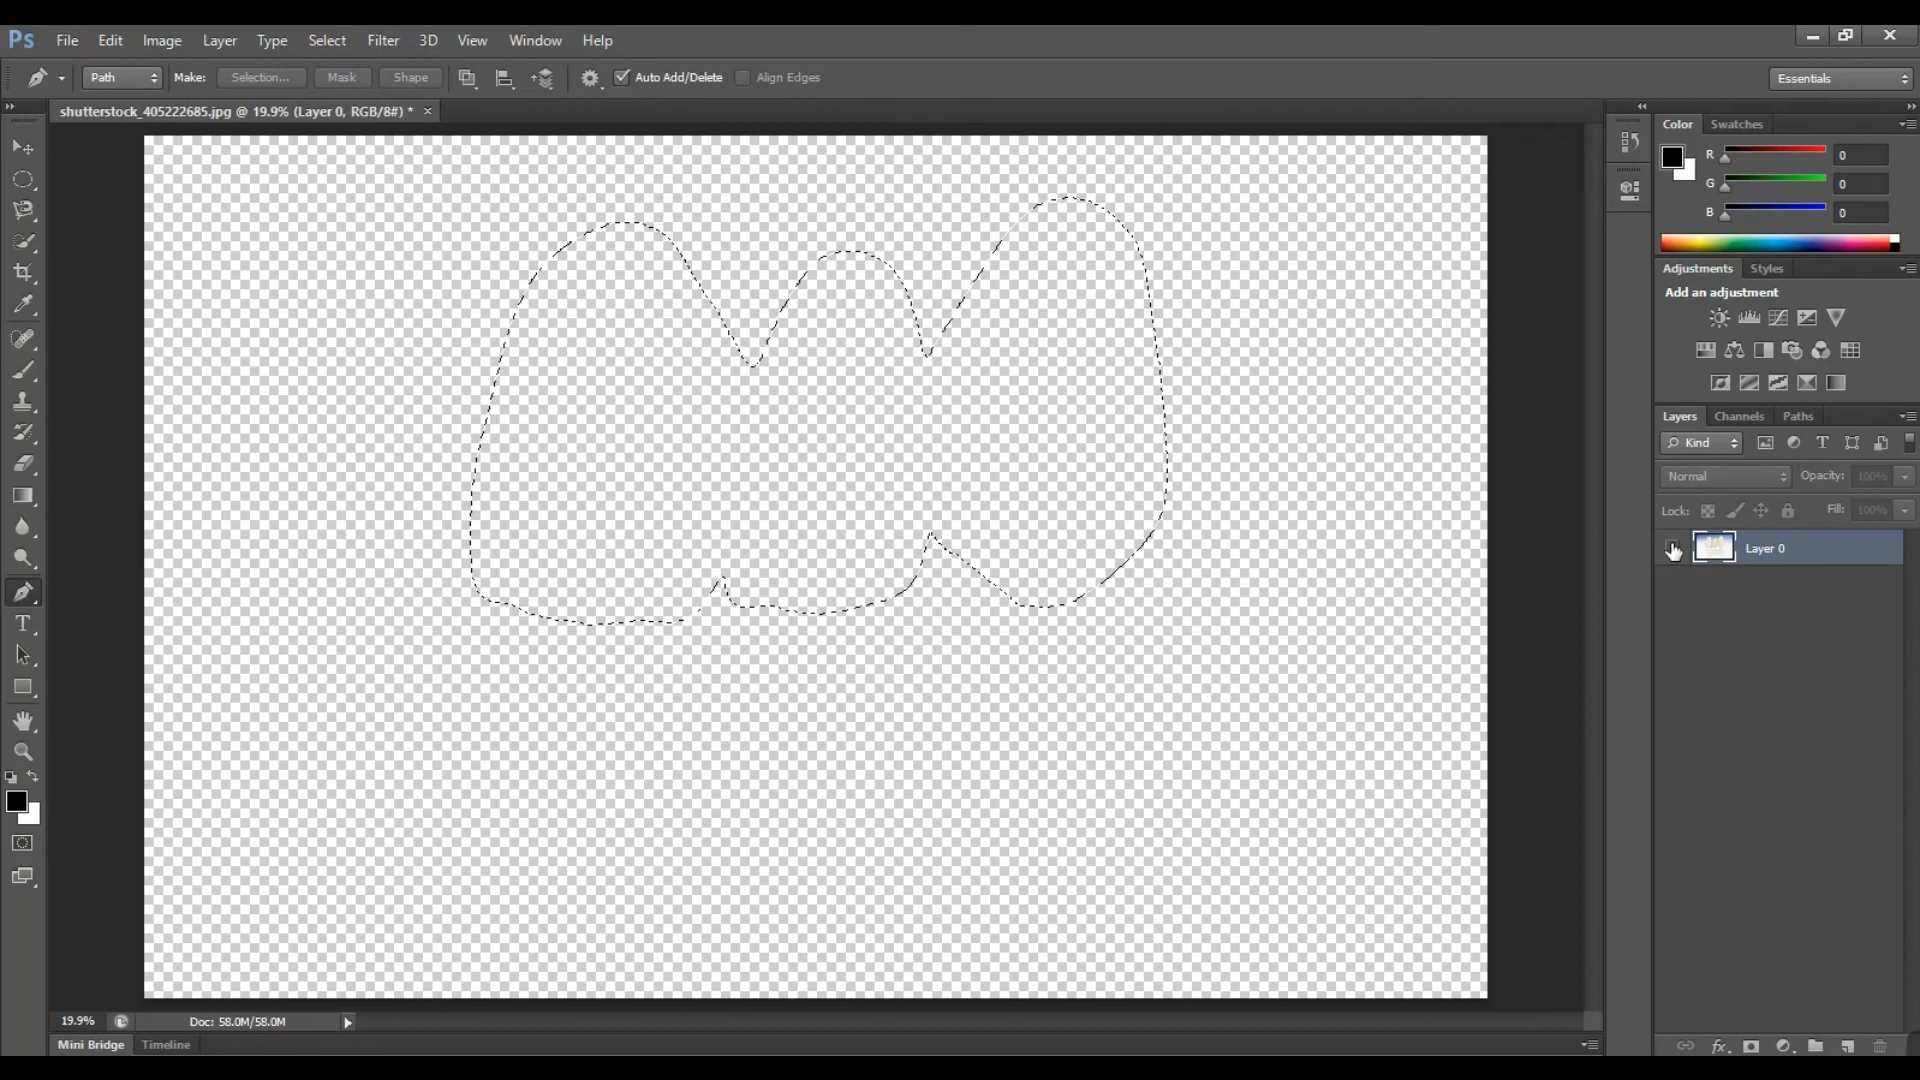 Ps File Edit Image Layer Type Select Filter 3D View Window Help
Path Make: Selection... Mask Shape Auto Add/Delete Align Edges Essentials
shutterstock_405222685.jpg @ 19.9% (Layer 0, RGB/8#) * ×
Color Swatches
R 0
G 0
B 0
Adjustments Styles
Add an adjustment
Layers Channels Paths
Kind
Normal Opacity: 100%
Lock: Fill: 100%
Layer 0
19.9% Doc: 58.0M/58.0M
Mini Bridge Timeline